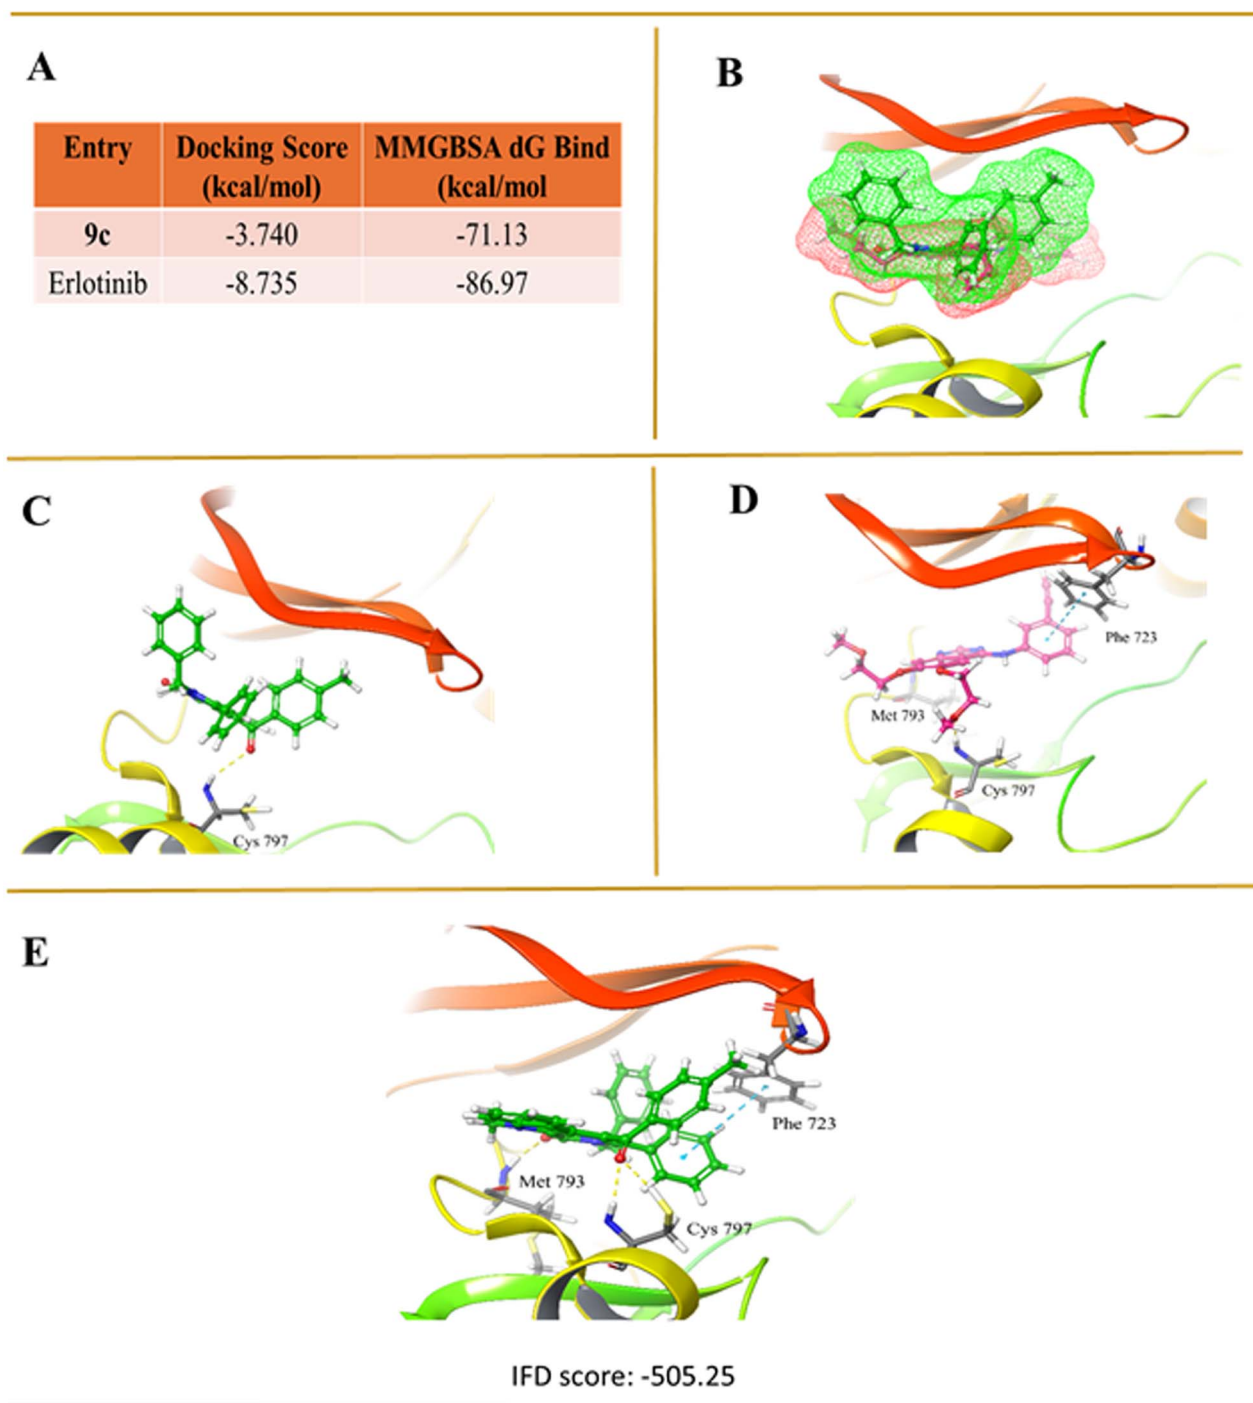 A
Entry Docking Score MMGBSA dG Bind
(kcal/mol) (kcal/mol
9c -3.740 -71.13
Erlotinib -8.735 -86.97
B
C
Cys 797
D
Phe 723
Met 793
Cys 797
E
Phe 723
Met 793
Cys 797
IFD score: -505.25